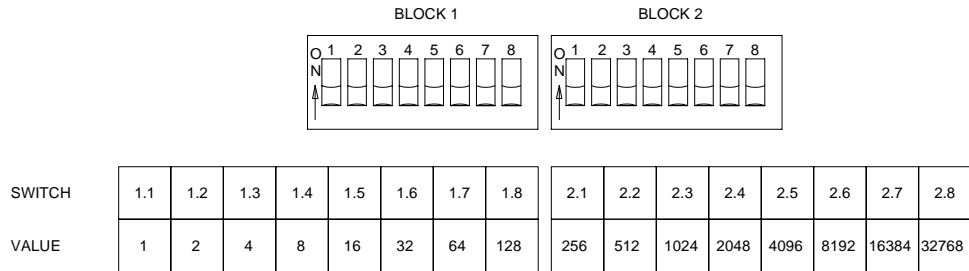 BLOCK 1 BLOCK 2
O 1 2 3 4 5 6 7 8 O 1 2 3 4 5 6 7 8
N N
SWITCH 1.1 1.2 1.3 1.4 1.5 1.6 1.7 1.8 2.1 2.2 2.3 2.4 2.5 2.6 2.7 2.8
VALUE 1 2 4 8 16 32 64 128 256 512 1024 2048 4096 8192 16384 32768